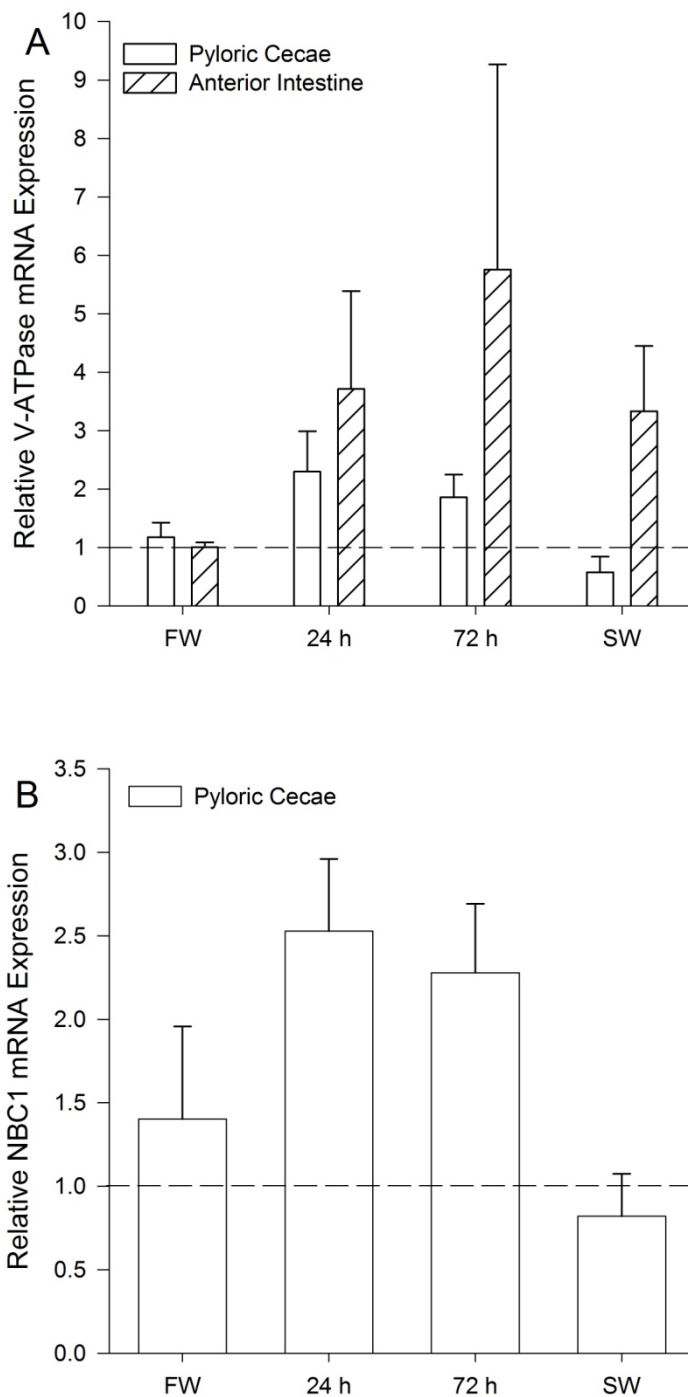 A
Pyloric Cecae
Anterior Intestine
Relative V-ATPase mRNA Expression
10
9
8
7
6
5
4
3
2
1
0
FW 24 h 72 h SW
B
Pyloric Cecae
Relative NBC1 mRNA Expression
3.5
3.0
2.5
2.0
1.5
1.0
0.5
0.0
FW 24 h 72 h SW